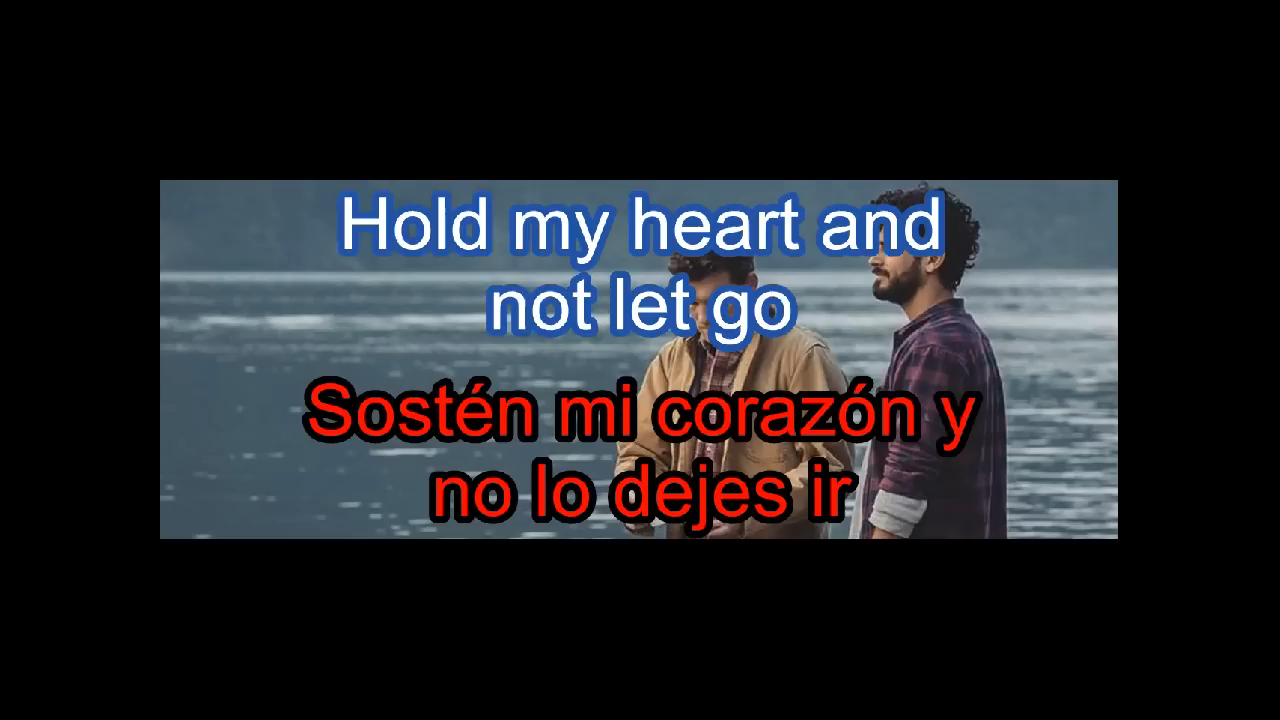 Hold my heart and
not let go
Sostén mi corazón y
no lo dejes ir